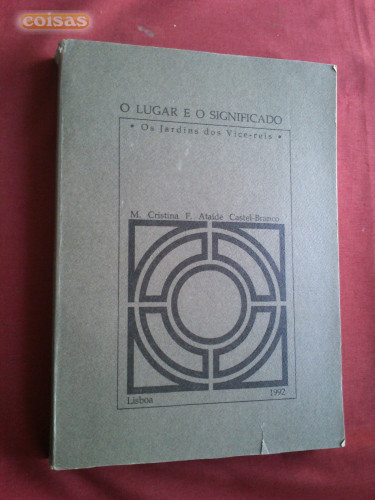 coisas
O LUGAR E O SIGNIFICADO
• Os Jardins dos Vice-reis •
M. Cristina F. Ataíde Castel-Branco
Lisboa 1992